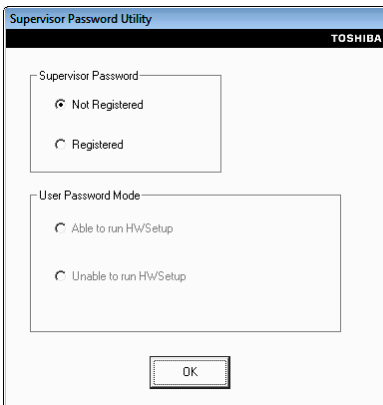 Supervisor Password Utility
TOSHIBA
Supervisor Password
Not Registered
Registered
User Password Mode
Able to run HWSetup
Unable to run HWSetup
OK